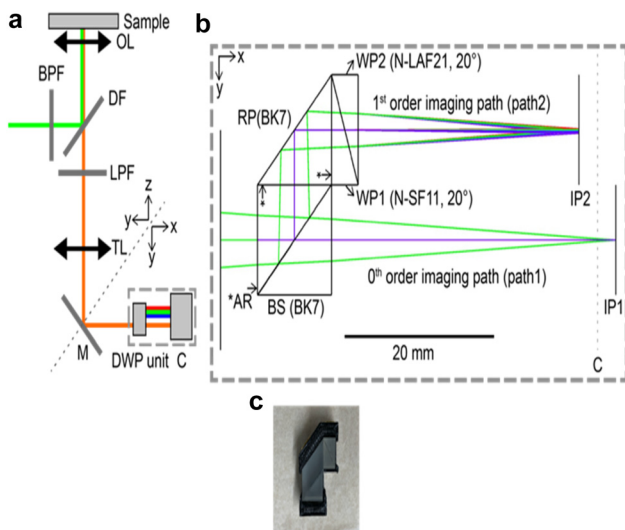 a
Sample
OL
BPF
DF
LPF
z
y
x
y
TL
M
DWP unit
C
b
x
y
WP2 (N-LAF21, 20°)
RP(BK7)
1st order imaging path (path2)
*
*
IP2
WP1 (N-SF11, 20°)
0th order imaging path (path1)
*AR
BS (BK7)
IP1
20 mm
C
c